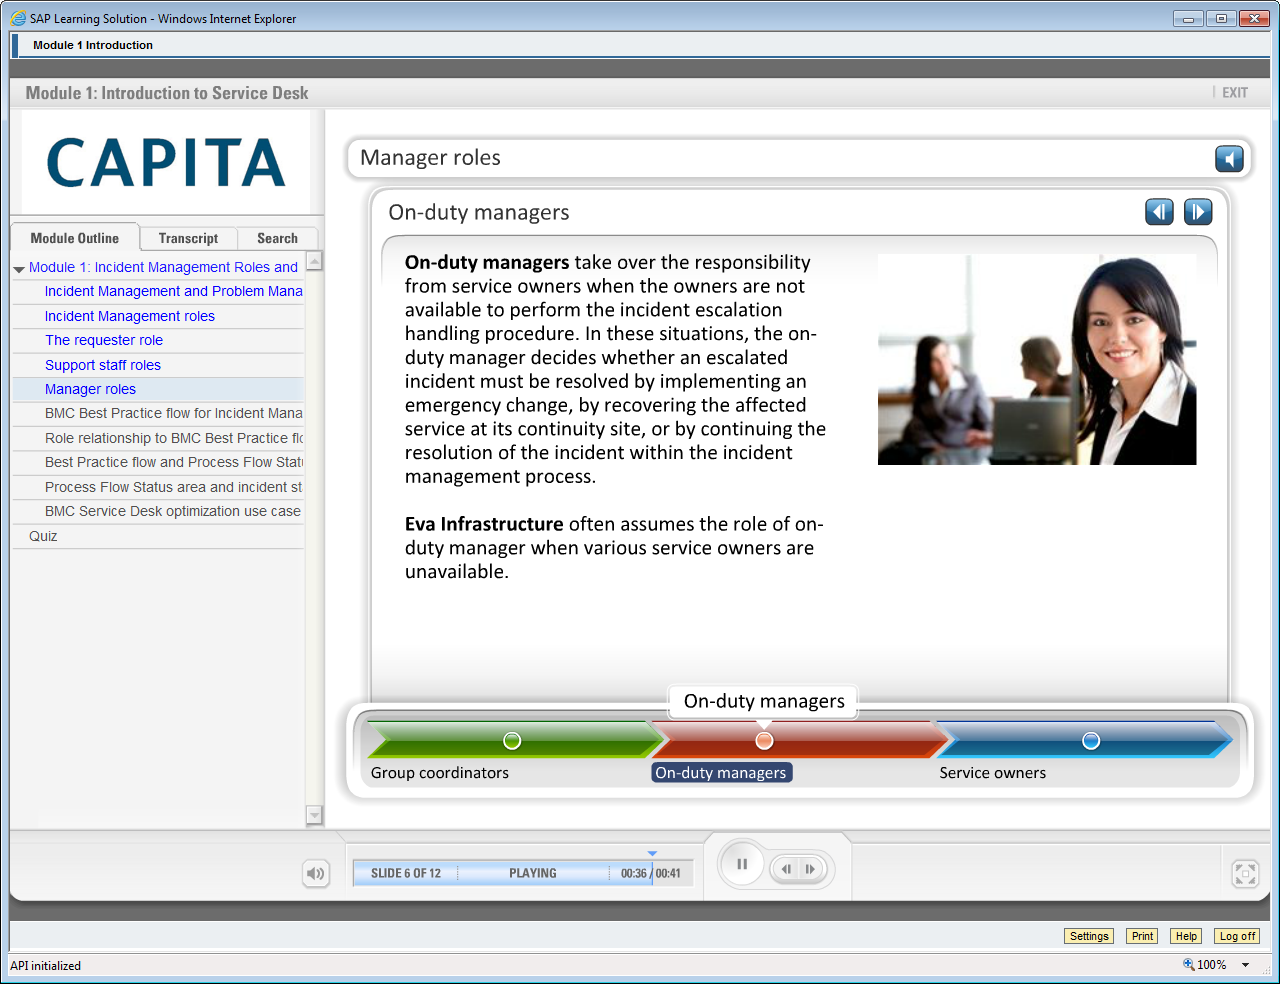 SAP Learning Solution - Windows Internet Explorer
Module 1 Introduction
Module 1: Introduction to Service Desk
EXIT
CAPITA
Module Outline
Transcript
Search
Module 1: Incident Management Roles and
Incident Management and Problem Mana
Incident Management roles
The requester role
Support staff roles
Manager roles
BMC Best Practice flow for Incident Mana
Role relationship to BMC Best Practice flo
Best Practice flow and Process Flow Statu
Process Flow Status area and incident st
BMC Service Desk optimization use case
Quiz
Manager roles
On-duty managers
On-duty managers take over the responsibility
from service owners when the owners are not
available to perform the incident escalation
handling procedure. In these situations, the on-
duty manager decides whether an escalated
incident must be resolved by implementing an
emergency change, by recovering the affected
service at its continuity site, or by continuing the
resolution of the incident within the incident
management process.
Eva Infrastructure often assumes the role of on-
duty manager when various service owners are
unavailable.
On-duty managers
Group coordinators
On-duty managers
Service owners
SLIDE 6 OF 12
PLAYING
00:36 / 00:41
Settings
Print
Help
Log off
API initialized
100%